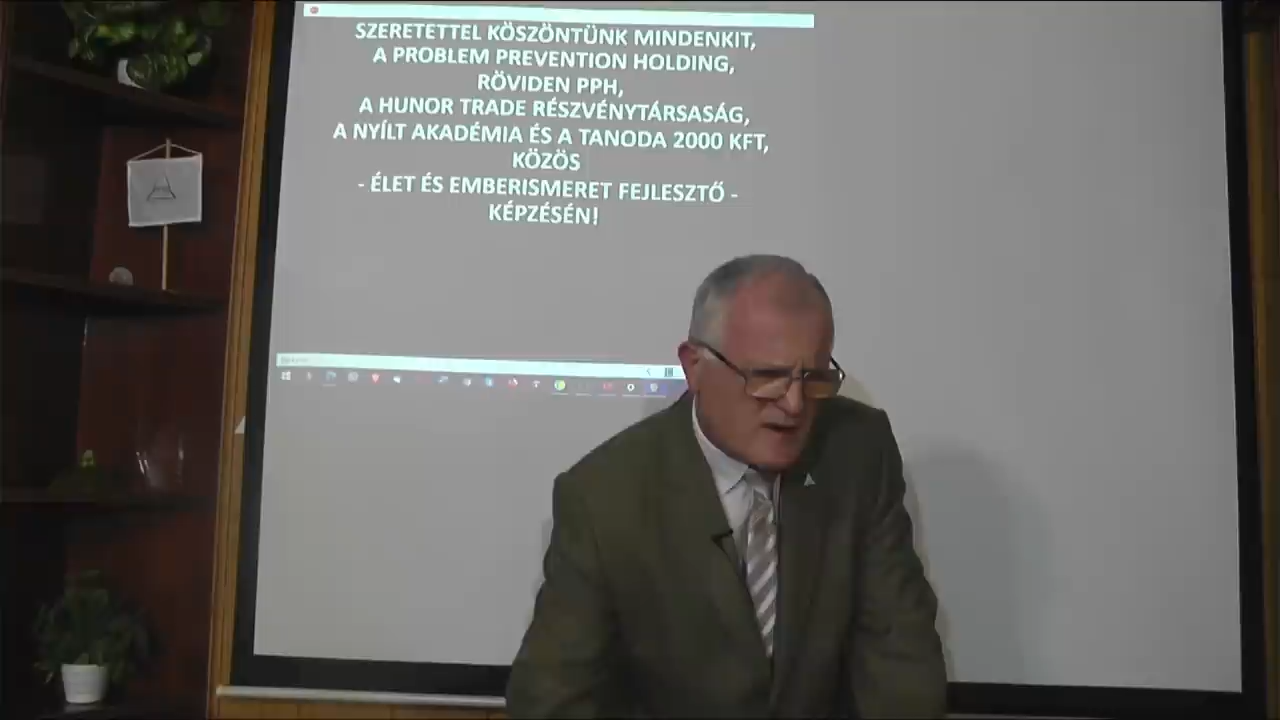 SZERETETTEL KÖSZÖNTÜNK MINDENKIT,
A PROBLEM PREVENTION HOLDING,
RÖVIDEN PPH,
A HUNOR TRADE RÉSZVÉNYTÁRSASÁG,
A NYÍLT AKADÉMIA ÉS A TANODA 2000 KFT,
KÖZÖS
- ÉLET ÉS EMBERISMERET FEJLESZTŐ -
KÉPZÉSÉN!